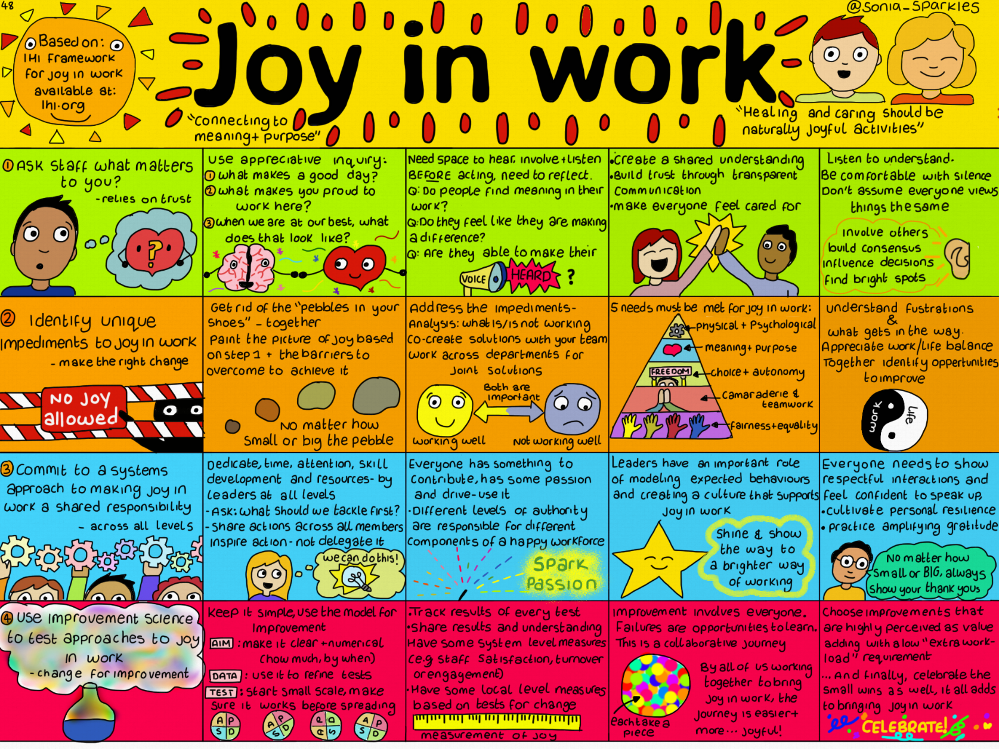 48
Based on:
IHI Framework
for joy in work
available at:
Ihi.org
Joy in work
@Sonia_Sparkles
"Connecting to
meaning+ purpose"
"Healing and caring should be
naturally joyful activities"
1 Ask staff what matters
to you?
-relies on trust
?
Use appreciative inquiry:
1 what makes a good day?
2 what makes you proud to
work here?
3 when we are at our best, what
does that look like?
Need space to hear, involve+listen
BEFORE acting, need to reflect.
Q: Do people find meaning in their
work?
Q: Do they feel like they are making
a difference?
Q: Are they able to make their
VOICE HEARD ?
•Create a shared understanding
•Build trust through transparent
Communication
•make everyone feel cared for
Listen to understand.
Be comfortable with silence
Don't assume everyone views
things the same
Involve others
build consensus
influence decisions
find bright spots
2 Identify unique
Impediments to joy in work
- make the right change
No Joy
allowed
Get rid of the "pebbles in your
shoes" - together
Paint the picture of joy based
on step 1 + the barriers to
overcome to achieve it
No matter how
Small or big the pebble
Address the impediments-
Analysis: what is/is not working
Co-create solutions with your team
work across departments for
Joint Solutions
Both are
important
working well
Not working well
5 needs must be met for joy in work:
physical + Psychological
meaning+ purpose
FREEDOM
choice+ autonomy
Camaraderie &
teamwork
Fairness+equality
Understand fustrations
&
what gets in the way.
Appreciate work/life balance
Together identify opportunities
to improve
work
Life
3 Commit to a systems
approach to making joy in
work a shared responsibility
- across all levels
Dedicate, time, attention, skill
development and resources- by
Leaders at all levels
-Ask: what should we tackle first?
-Share actions across all members
Inspire action- not delegate it
we can do this!
Everyone has something to
Contribute, has some passion
and drive-use it
•Different levels of authority
are responsible for different
components of a happy workforce
Spark
Passion
Leaders have an important role
of modeling expected behaviours
and creating a culture that supports
Joy in work
Shine & show
the way to
a brighter way
of working
Everyone needs to show
respectful interactions and
feel confident to speak up.
•cultivate personal resilience
• practice amplifying gratitude
No matter how
Small or BIG, always
Show your thank yous
4 Use Improvement Science
to test approaches to joy
in work
- change for improvement
Keep it simple, use the model for
Improvement
AIM : make it clear +numerical
(how much, by when)
DATA : use it to refine tests
TEST : Start small scale, make
Sure it works before spreading
A P
S D
A P
S D
A P
S D
A P
S D
•Track results of every test
•Share results and understanding
Have some system level measures
(e.g staff satisfaction, turnover
or engagement)
•Have some local level measures
based on tests for change
measurement of joy
Improvement involves everyone.
Failures are opportunities to learn.
This is a collaborative journey
each take a
piece
By all of us working
together to bring
joy in work, the
Journey is easier+
more... joyful!
Choose improvements that
are highly perceived as value
adding with a low "extra work-
load" requirement
... And finally, celebrate the
small wins as well, it all adds
to bringing joy in work
CELEBRATE!